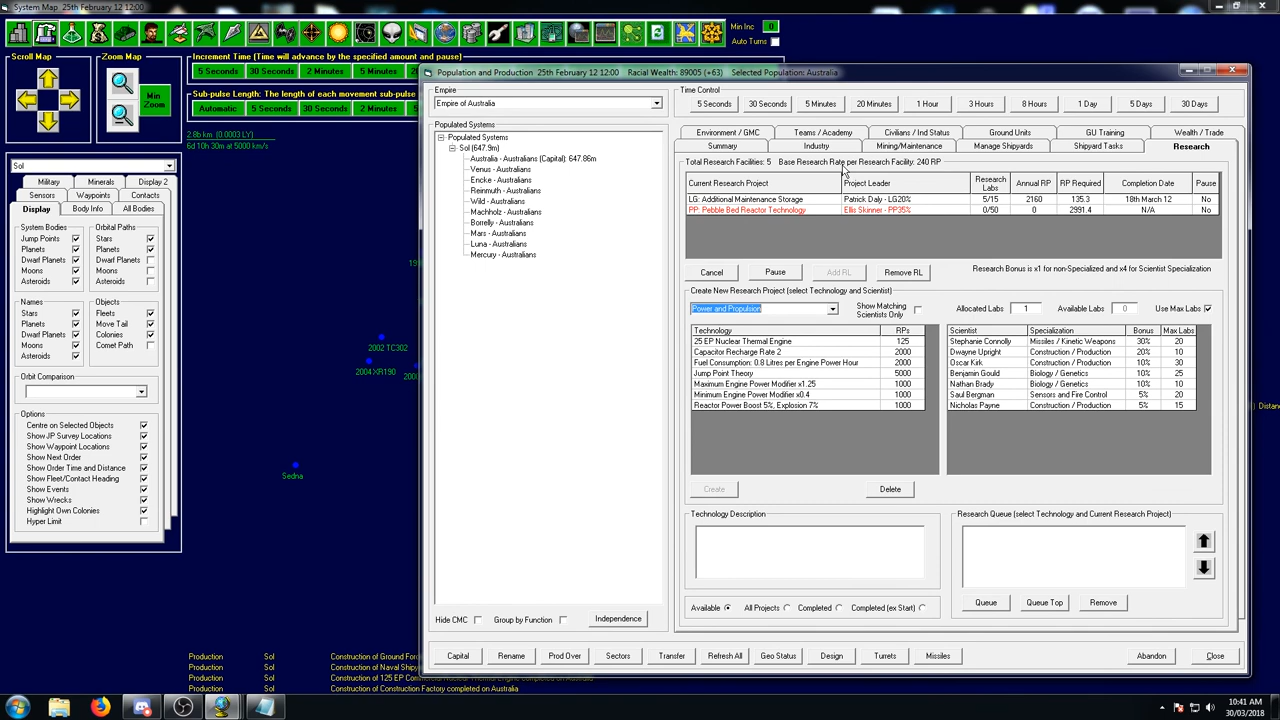 System Map   25th February 12 12:00
Min Inc 0
Auto Turns
Scroll Map
Zoom Map
Min Zoom
Increment Time (Time will advance by the specified amount and pause)
5 Seconds 30 Seconds 2 Minutes 5 Minutes
Sub-pulse Length: The length of each movement sub-pulse
Automatic 5 Seconds 30 Seconds
2.8b km  (0.0003 LY)
6d 10h 30m at 5000 km/s
Sol
Military Minerals Display 2
Sensors Waypoints Contacts
Display Body Info All Bodies
System Bodies
Jump Points
Planets
Dwarf Planets
Moons
Asteroids
Orbital Paths
Stars
Planets
Dwarf Planets
Moons
Asteroids
Names
Stars
Planets
Dwarf Planets
Moons
Asteroids
Objects
Fleets
Move Tail
Colonies
Comet Path
Orbit Comparison
Options
Centre on Selected Objects
Show JP Survey Locations
Show Waypoint Locations
Show Next Order
Show Order Time and Distance
Show Fleet/Contact Heading
Show Events
Show Wrecks
Highlight Own Colonies
Hyper Limit
2002 TC302
2004 XR190
Sedna
Distanc
Production Sol Construction of Ground For
Production Sol Construction of Naval Shipy
Production Sol Construction of 125 EP Commercial Nuclear Thermal Engine completed on Australia
Production Sol Construction of Construction Factory completed on Australia
Population and Production   25th February 12 12:00   Racial Wealth: 89005 (+63)   Selected Population: Australia
Empire
Empire of Australia
Populated Systems
Populated Systems
Sol (647.9m)
Australia - Australians (Capital): 647.86m
Venus - Australians
Encke - Australians
Reinmuth - Australians
Wild - Australians
Machholz - Australians
Borrelly - Australians
Mars - Australians
Luna - Australians
Mercury - Australians
Hide CMC Group by Function Independence
Time Control
5 Seconds 30 Seconds 5 Minutes 20 Minutes 1 Hour 3 Hours 8 Hours 1 Day 5 Days 30 Days
Environment / GMC Teams / Academy Civilians / Ind Status Ground Units GU Training Wealth / Trade
Summary Industry Mining/Maintenance Manage Shipyards Shipyard Tasks Research
Total Research Facilities: 5   Base Research Rate per Research Facility: 240 RP
Current Research Project Project Leader Research Labs Annual RP RP Required Completion Date Pause
LG: Additional Maintenance Storage Patrick Daly - LG20% 5/15 2160 135.3 18th March 12 No
PP: Pebble Bed Reactor Technology Ellis Skinner - PP35% 0/50 0 2991.4 N/A No
Cancel Pause Add RL Remove RL Research Bonus is x1 for non-Specialized and x4 for Scientist Specialization
Create New Research Project (select Technology and Scientist)
Power and Propulsion Show Matching Scientists Only Allocated Labs 1 Available Labs 0 Use Max Labs
Technology RPs
25 EP Nuclear Thermal Engine 125
Capacitor Recharge Rate 2 2000
Fuel Consumption: 0.8 Litres per Engine Power Hour 2000
Jump Point Theory 5000
Maximum Engine Power Modifier x1.25 1000
Minimum Engine Power Modifier x0.4 1000
Reactor Power Boost 5%, Explosion 7% 1000
Scientist Specialization Bonus Max Labs
Stephanie Connolly Missiles / Kinetic Weapons 30% 20
Dwayne Upright Construction / Production 20% 10
Oscar Kirk Construction / Production 10% 30
Benjamin Gould Biology / Genetics 10% 25
Nathan Brady Biology / Genetics 10% 10
Saul Bergman Sensors and Fire Control 5% 20
Nicholas Payne Construction / Production 5% 15
Create Delete
Technology Description
Research Queue (select Technology and Current Research Project)
Available All Projects Completed Completed (ex Start)
Queue Queue Top Remove
Capital Rename Prod Over Sectors Transfer Refresh All Geo Status Design Turrets Missiles Abandon Close
10:41 AM
30/03/2018